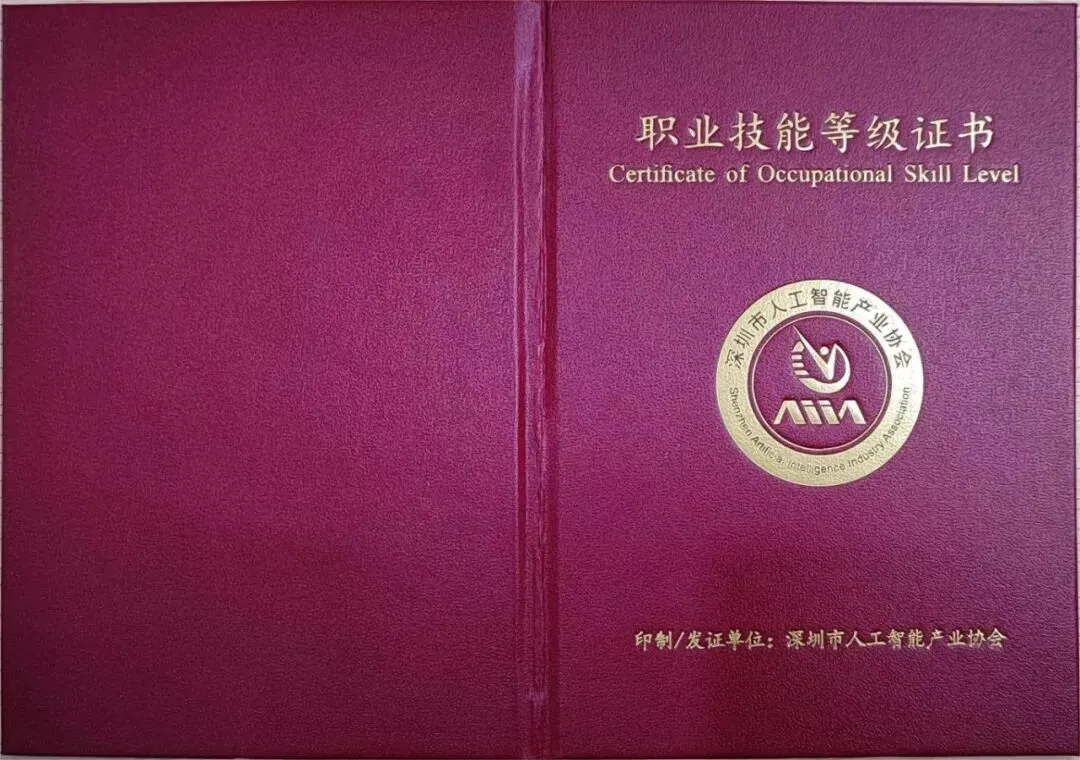 职业技能等级证书
Certificate of Occupational Skill Level
深圳市人工智能产业协会
AIIA
Shenzhen Artificial Intelligence Industry Association
印制/发证单位：深圳市人工智能产业协会